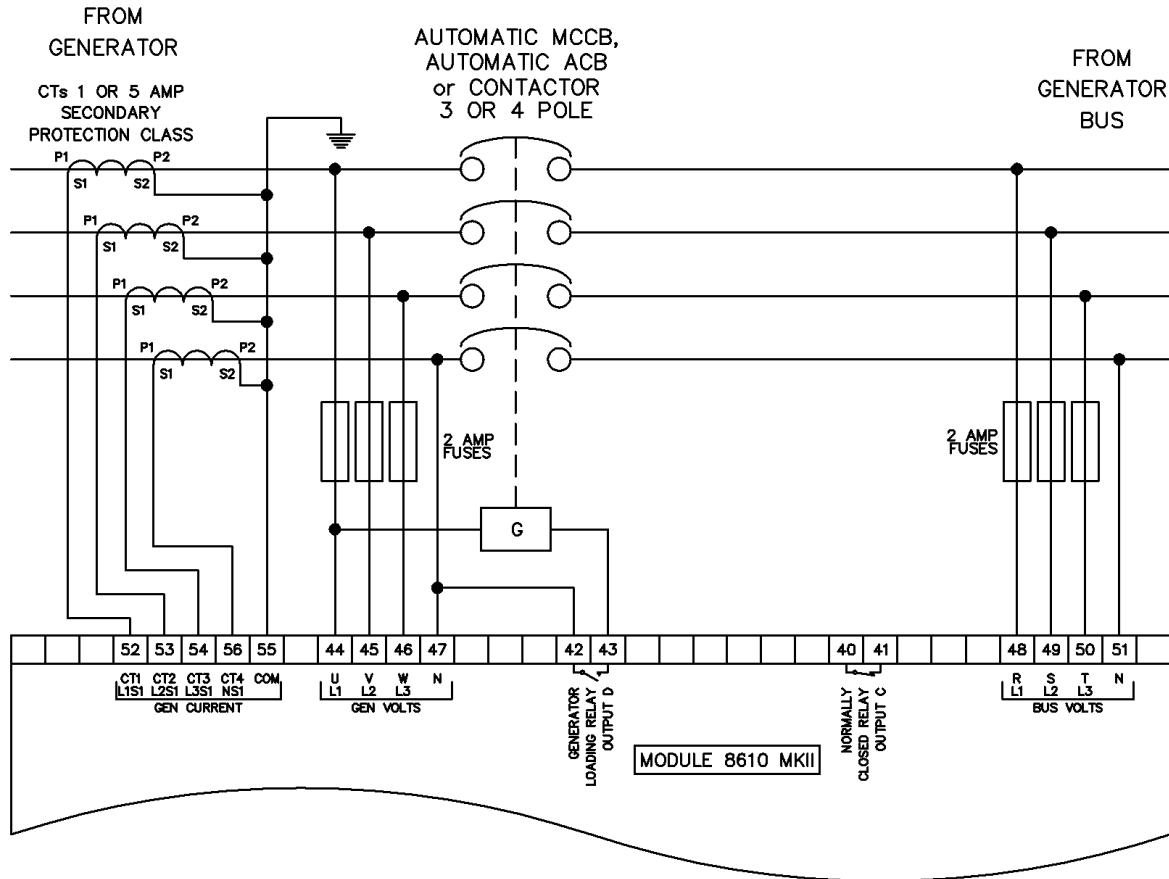 FROM
GENERATOR
CTs 1 OR 5 AMP
SECONDARY
PROTECTION CLASS
AUTOMATIC MCCB,
AUTOMATIC ACB
or CONTACTOR
3 OR 4 POLE
FROM
GENERATOR
BUS
P1 P2
S1 S2
P1 P2
S1 S2
P1 P2
S1 S2
P1 P2
S1 S2
2 AMP
FUSES
2 AMP
FUSES
G
52 53 54 56 55 44 45 46 47 42 43 40 41 48 49 50 51
CT1 CT2 CT3 CT4 COM
L1S1 L2S1 L3S1 NS1
GEN CURRENT
U V W N
L1 L2 L3
GEN VOLTS
GENERATOR
LOADING RELAY
OUTPUT D
NORMALLY
CLOSED RELAY
OUTPUT C
R S T N
L1 L2 L3
BUS VOLTS
MODULE 8610 MKII